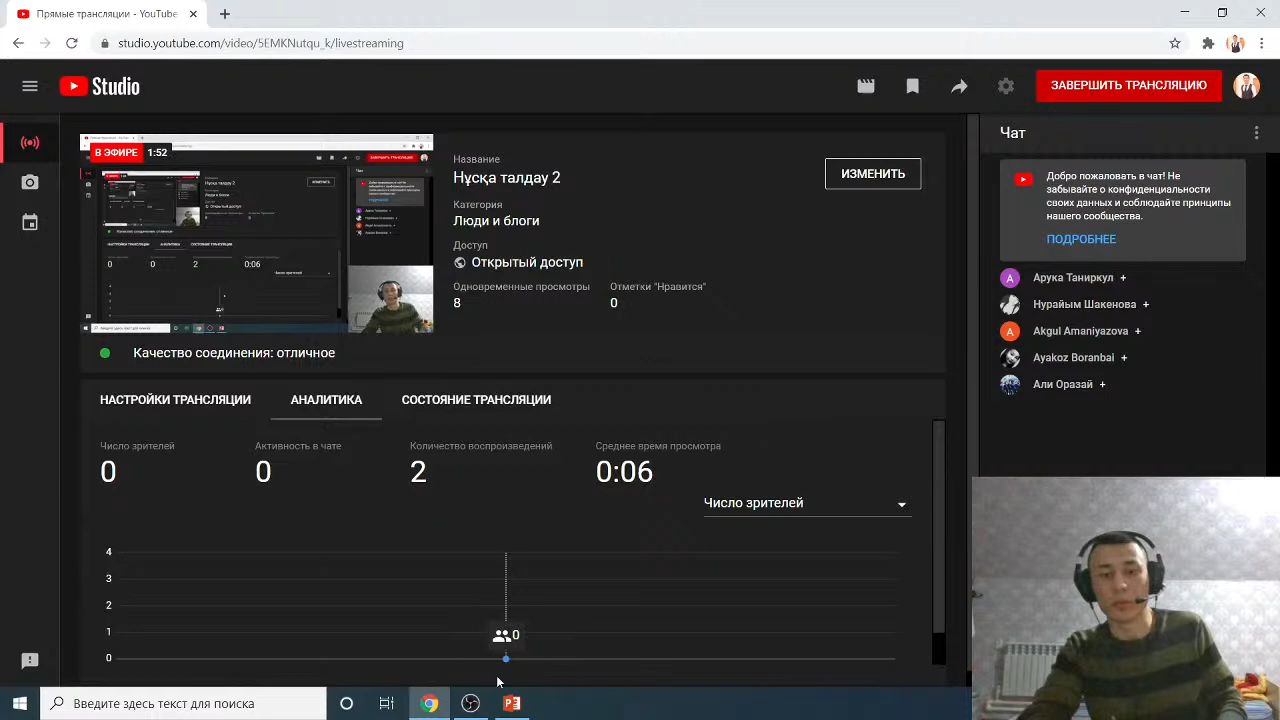 Прямые трансляции - YouTube
studio.youtube.com/video/5EMKNutqu_k/livestreaming
Studio
ЗАВЕРШИТЬ ТРАНСЛЯЦИЮ
В ЭФИРЕ 1:52
Название
Нұсқа талдау 2
ИЗМЕНИТЬ
Категория
Люди и блоги
Доступ
Открытый доступ
Одновременные просмотры
8
Отметки "Нравится"
0
Качество соединения: отличное
НАСТРОЙКИ ТРАНСЛЯЦИИ
АНАЛИТИКА
СОСТОЯНИЕ ТРАНСЛЯЦИИ
Число зрителей
0
Активность в чате
0
Количество воспроизведений
2
Среднее время просмотра
0:06
Число зрителей
4
3
2
1
0
0
Чат
Добро пожаловать в чат! Не
забывайте о конфиденциальности
своих данных и соблюдайте принципы
нашего сообщества.
ПОДРОБНЕЕ
А Арука Таниркул +
Нурайым Шакенова +
A Akgul Amaniyazova +
Ayakoz Boranbai +
Али Оразай +
Введите здесь текст для поиска